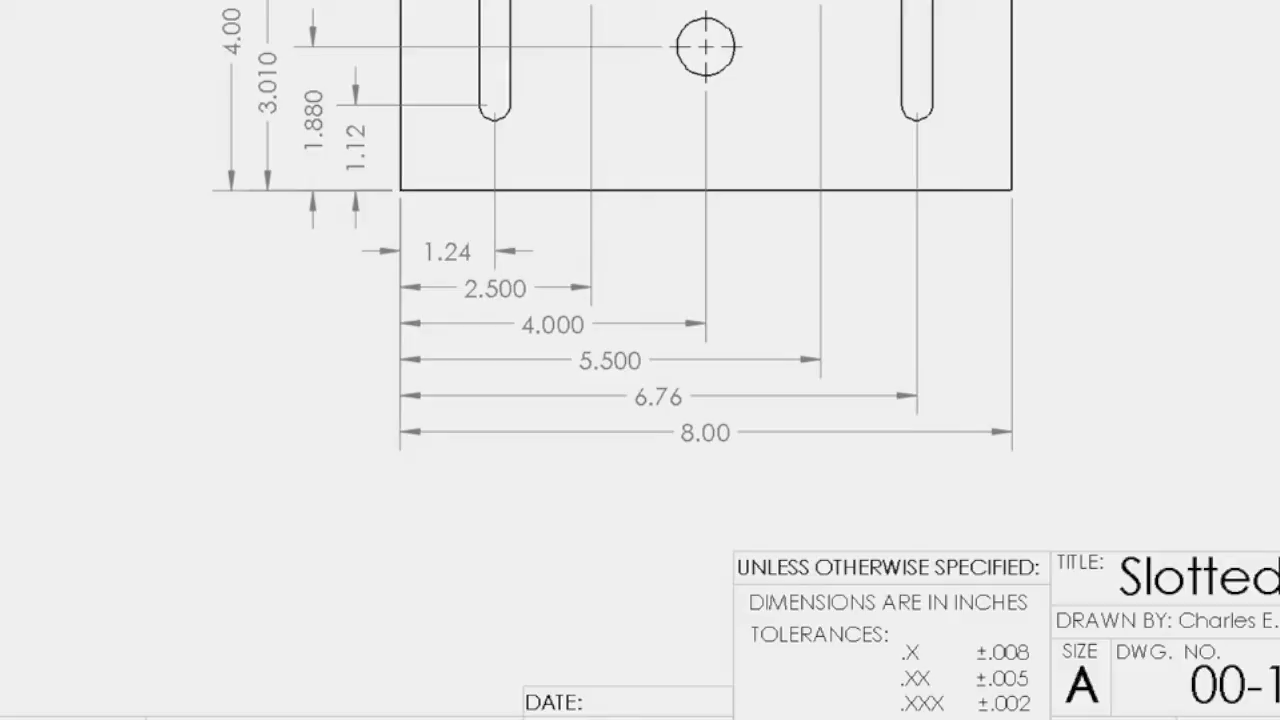 4.00
3.010
1.880
1.12
1.24
2.500
4.000
5.500
6.76
8.00
UNLESS OTHERWISE SPECIFIED:
DIMENSIONS ARE IN INCHES
TOLERANCES:
.X ±.008
.XX ±.005
.XXX ±.002
DATE:
TITLE: Slotted
DRAWN BY: Charles E.
SIZE DWG. NO.
A 00-1